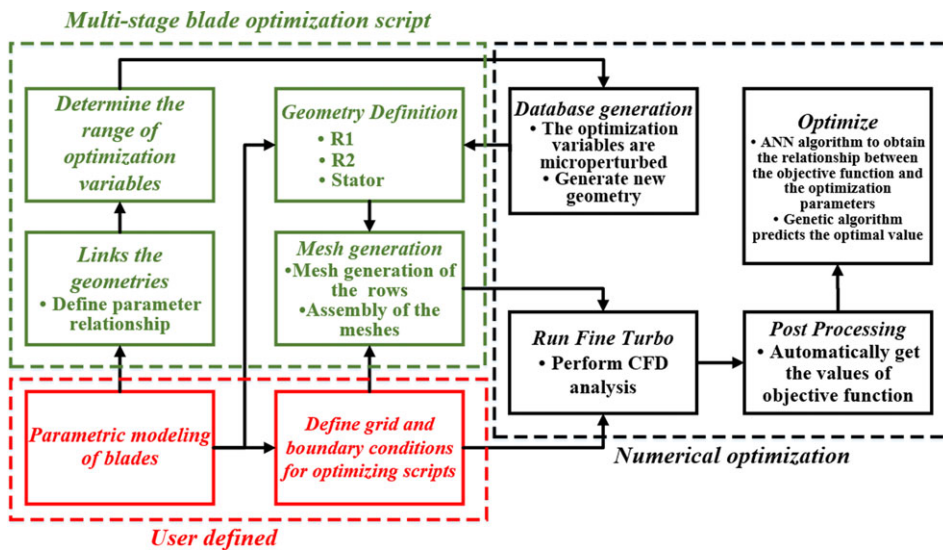 Multi-stage blade optimization script
Determine the
range of
optimization
variables
Geometry Definition
• R1
• R2
• Stator
Database generation
• The optimization
variables are
microperturbed
• Generate new
geometry
Optimize
• ANN algorithm to obtain
the relationship between
the objective function and
the optimization
parameters
• Genetic algorithm
predicts the optimal value
Links the
geometries
• Define parameter
relationship
Mesh generation
•Mesh generation of
the rows
•Assembly of the
meshes
Run Fine Turbo
• Perform CFD
analysis
Post Processing
• Automatically get
the values of
objective function
Parametric modeling
of blades
Define grid and
boundary conditions
for optimizing scripts
Numerical optimization
User defined